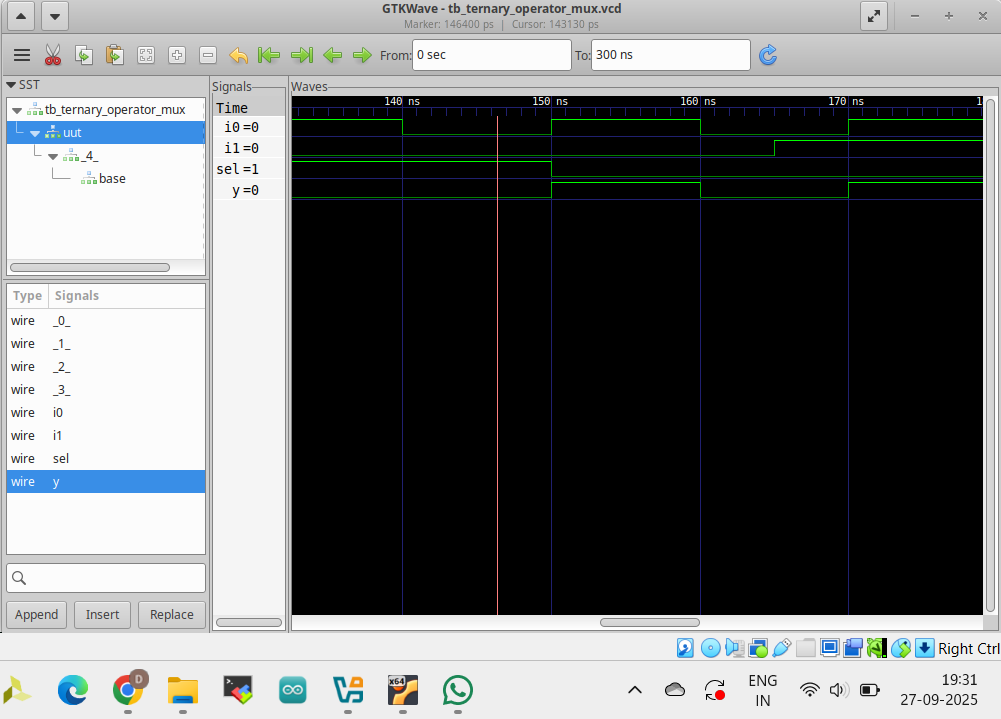 GTKWave - tb_ternary_operator_mux.vcd
Marker: 146400 ps | Cursor: 143130 ps
From: 0 sec To: 300 ns
SST
tb_ternary_operator_mux
uut
_4_
base
Type Signals
wire _0_
wire _1_
wire _2_
wire _3_
wire i0
wire i1
wire sel
wire y
Append Insert Replace
Signals
Time
i0=0
i1=0
sel=1
y=0
Waves
140 ns 150 ns 160 ns 170 ns 1
Right Ctrl
D
x64
ENG
IN
19:31
27-09-2025